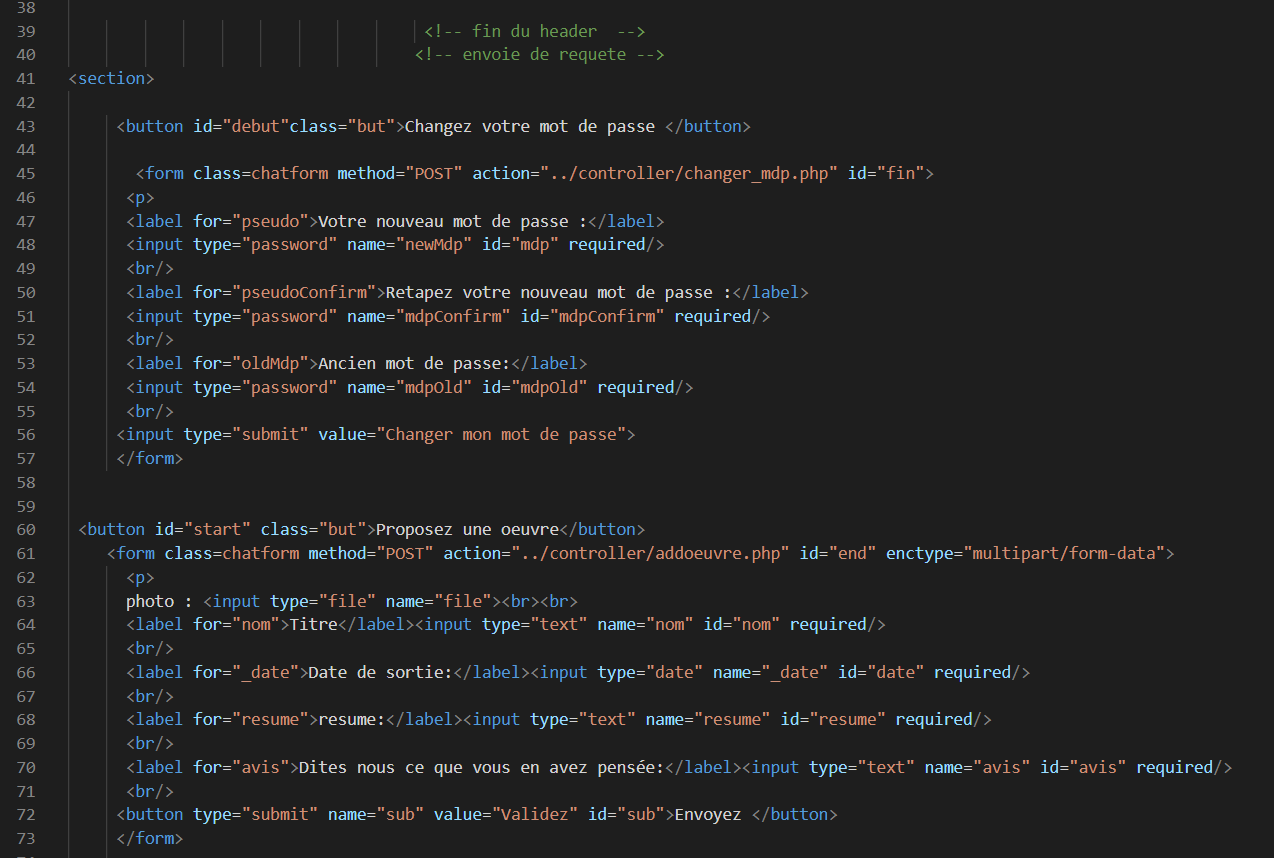 38
39 <!-- fin du header  -->
40 <!-- envoie de requete -->
41 <section>
42
43 <button id="debut"class="but">Changez votre mot de passe </button>
44
45 <form class=chatform method="POST" action="../controller/changer_mdp.php" id="fin">
46 <p>
47 <label for="pseudo">Votre nouveau mot de passe :</label>
48 <input type="password" name="newMdp" id="mdp" required/>
49 <br/>
50 <label for="pseudoConfirm">Retapez votre nouveau mot de passe :</label>
51 <input type="password" name="mdpConfirm" id="mdpConfirm" required/>
52 <br/>
53 <label for="oldMdp">Ancien mot de passe:</label>
54 <input type="password" name="mdpOld" id="mdpOld" required/>
55 <br/>
56 <input type="submit" value="Changer mon mot de passe">
57 </form>
58
59
60 <button id="start" class="but">Proposez une oeuvre</button>
61 <form class=chatform method="POST" action="../controller/addoeuvre.php" id="end" enctype="multipart/form-data">
62 <p>
63 photo : <input type="file" name="file"><br><br>
64 <label for="nom">Titre</label><input type="text" name="nom" id="nom" required/>
65 <br/>
66 <label for="_date">Date de sortie:</label><input type="date" name="_date" id="date" required/>
67 <br/>
68 <label for="resume">resume:</label><input type="text" name="resume" id="resume" required/>
69 <br/>
70 <label for="avis">Dites nous ce que vous en avez pensée:</label><input type="text" name="avis" id="avis" required/>
71 <br/>
72 <button type="submit" name="sub" value="Validez" id="sub">Envoyez </button>
73 </form>